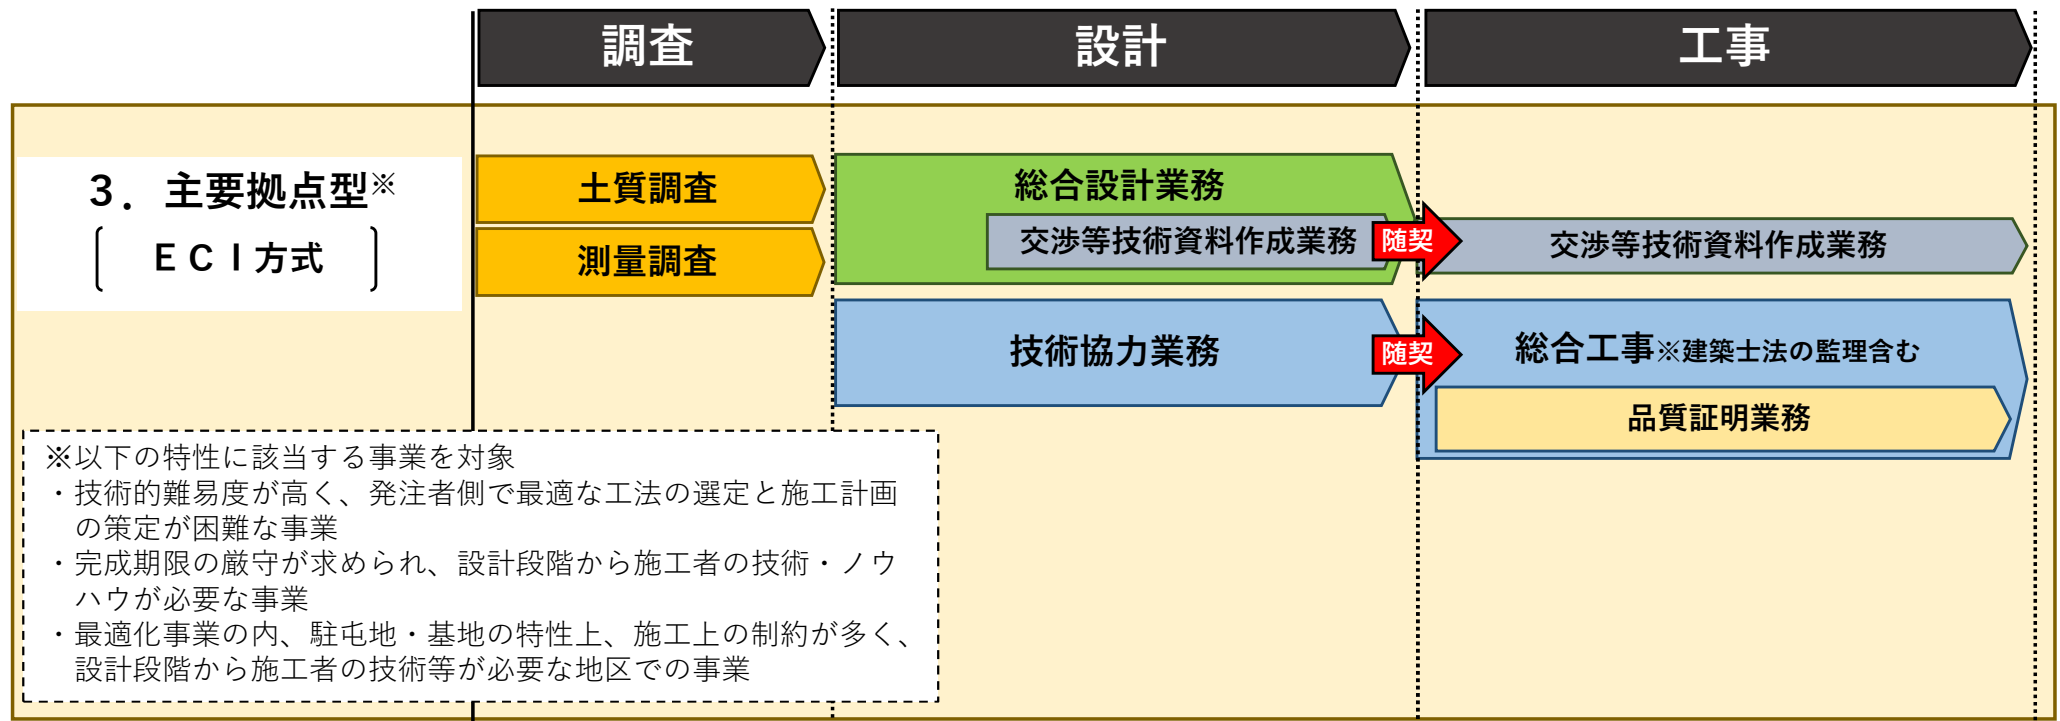 調査
設計
工事
３．主要拠点型※
ＥＣＩ方式
土質調査
測量調査
総合設計業務
交渉等技術資料作成業務
随契
交渉等技術資料作成業務
技術協力業務
随契
総合工事※建築士法の監理含む
品質証明業務
※以下の特性に該当する事業を対象
・技術的難易度が高く、発注者側で最適な工法の選定と施工計画
の策定が困難な事業
・完成期限の厳守が求められ、設計段階から施工者の技術・ノウ
ハウが必要な事業
・最適化事業の内、駐屯地・基地の特性上、施工上の制約が多く、
設計段階から施工者の技術等が必要な地区での事業